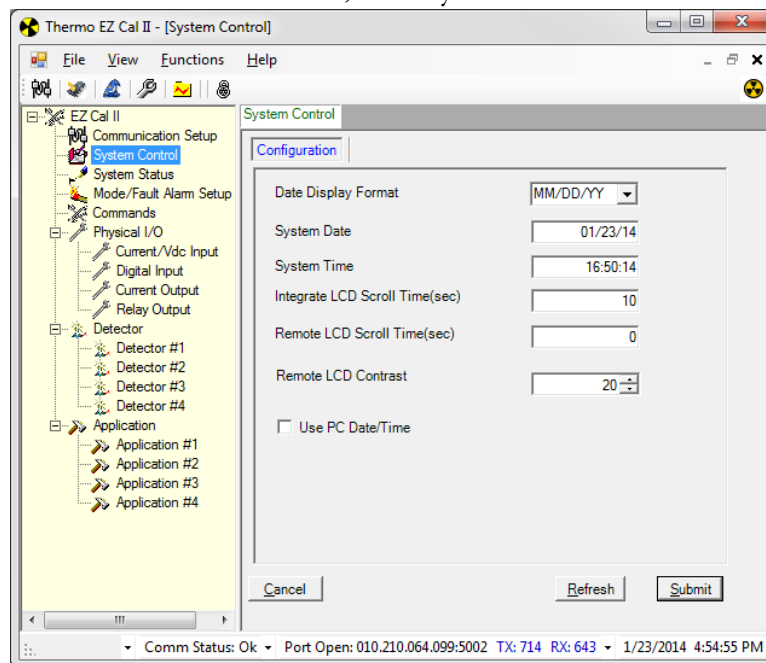 Thermo EZ Cal II - [System Control]
File View Functions Help
EZ Cal II
Communication Setup
System Control
System Status
Mode/Fault Alarm Setup
Commands
Physical I/O
Current/Vdc Input
Digital Input
Current Output
Relay Output
Detector
Detector #1
Detector #2
Detector #3
Detector #4
Application
Application #1
Application #2
Application #3
Application #4
System Control
Configuration
Date Display Format MM/DD/YY
System Date 01/23/14
System Time 16:50:14
Integrate LCD Scroll Time(sec) 10
Remote LCD Scroll Time(sec) 0
Remote LCD Contrast 20
Use PC Date/Time
Cancel Refresh Submit
Comm Status: Ok Port Open: 010.210.064.099:5002 TX: 714 RX: 643 1/23/2014 4:54:55 PM